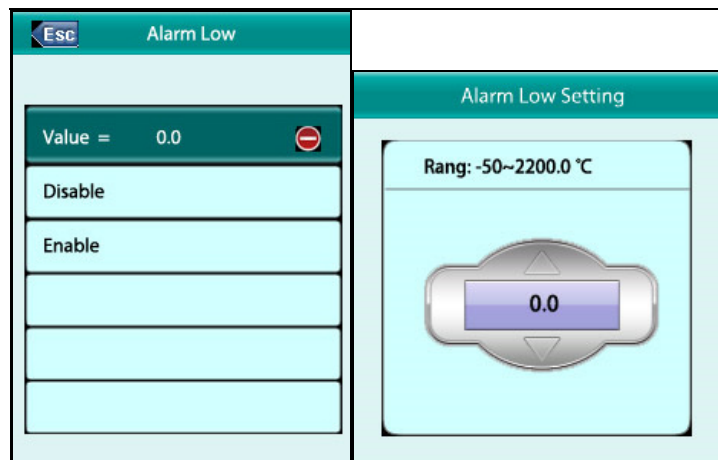 Esc Alarm Low
Value = 0.0
Disable
Enable
Alarm Low Setting
Rang: -50~2200.0 ℃
0.0